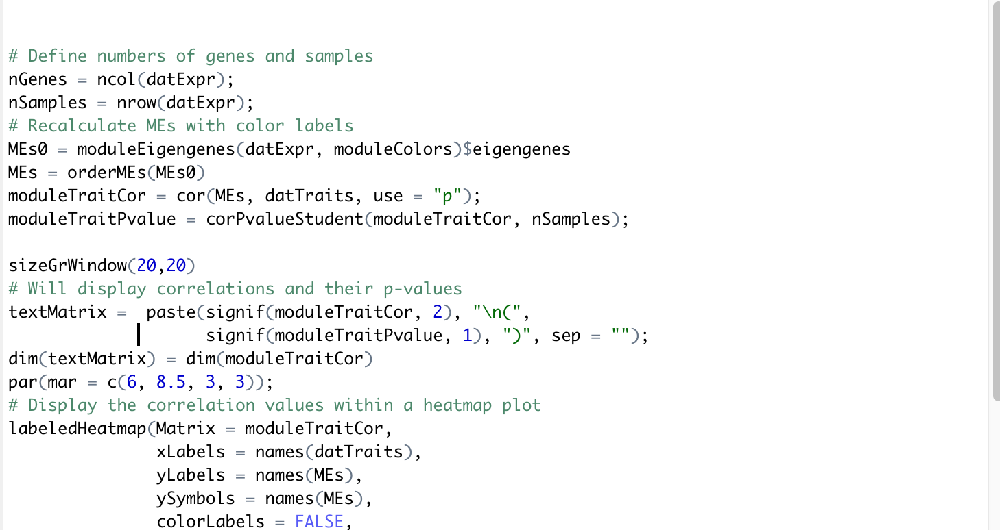 # Define numbers of genes and samples
nGenes = ncol(datExpr);
nSamples = nrow(datExpr);
# Recalculate MEs with color labels
MEs0 = moduleEigengenes(datExpr, moduleColors)$eigengenes
MEs = orderMEs(MEs0)
moduleTraitCor = cor(MEs, datTraits, use = "p");
moduleTraitPvalue = corPvalueStudent(moduleTraitCor, nSamples);

sizeGrWindow(20,20)
# Will display correlations and their p-values
textMatrix =  paste(signif(moduleTraitCor, 2), "\n(",
                    signif(moduleTraitPvalue, 1), ")", sep = "");
dim(textMatrix) = dim(moduleTraitCor)
par(mar = c(6, 8.5, 3, 3));
# Display the correlation values within a heatmap plot
labeledHeatmap(Matrix = moduleTraitCor,
               xLabels = names(datTraits),
               yLabels = names(MEs),
               ySymbols = names(MEs),
               colorLabels = FALSE,